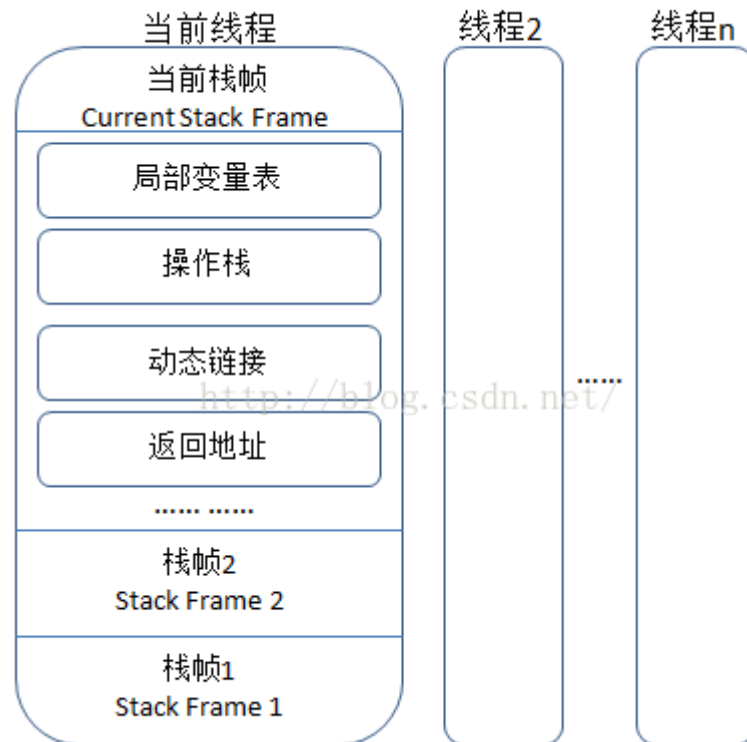 当前线程
线程2
线程n
当前栈帧
Current Stack Frame
局部变量表
操作栈
动态链接
http://blog.csdn.net/
……
返回地址
…… ……
栈帧2
Stack Frame 2
栈帧1
Stack Frame 1